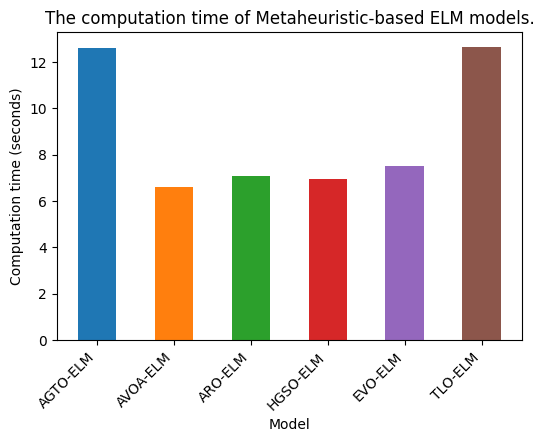 The computation time of Metaheuristic-based ELM models.
Computation time (seconds)
12
10
8
6
4
2
0
AGTO-ELM
AVOA-ELM
ARO-ELM
HGSO-ELM
EVO-ELM
TLO-ELM
Model